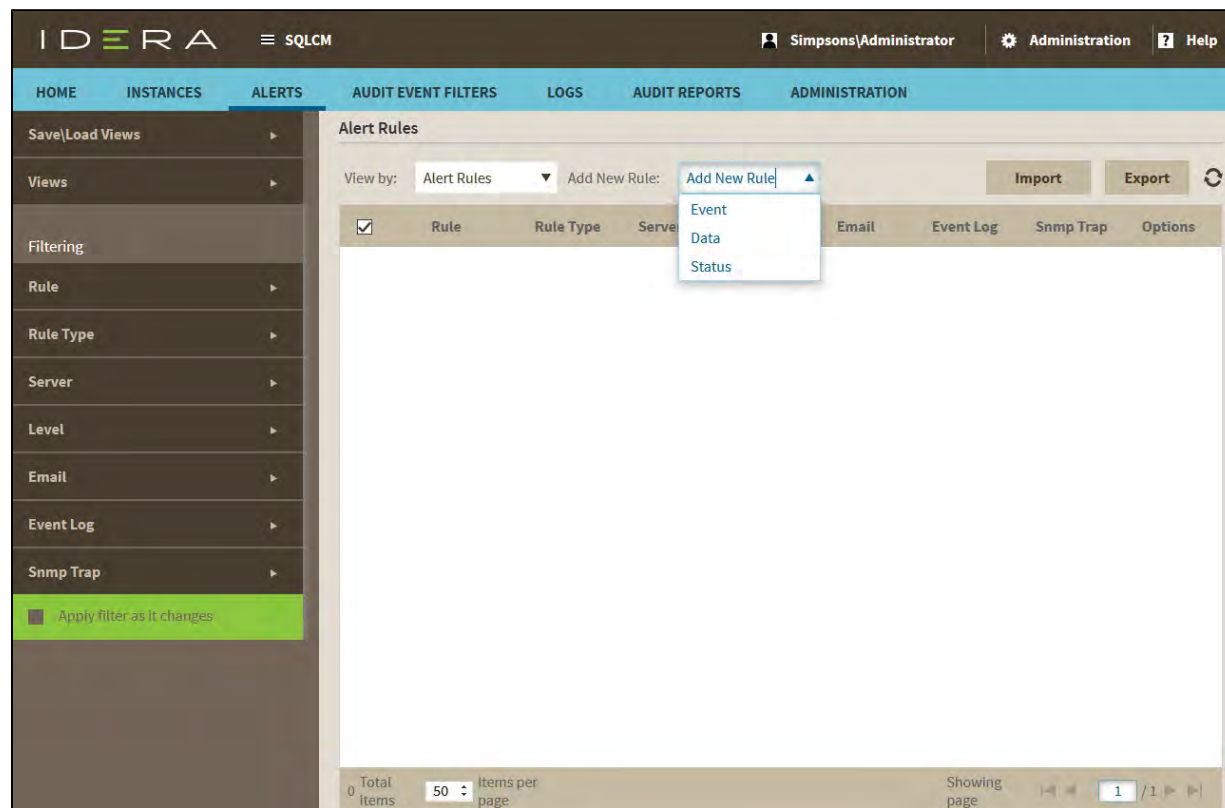 IDERA ≡ SQLCM Simpsons\Administrator Administration ? Help
HOME INSTANCES ALERTS AUDIT EVENT FILTERS LOGS AUDIT REPORTS ADMINISTRATION
Save\Load Views
Views
Filtering
Rule
Rule Type
Server
Level
Email
Event Log
Snmp Trap
Apply filter as it changes
Alert Rules
View by: Alert Rules Add New Rule: Add New Rule Import Export
Event
Data
Status
Rule Rule Type Serve Email Event Log Snmp Trap Options
0 Total items 50 Items per page Showing page 1 / 1